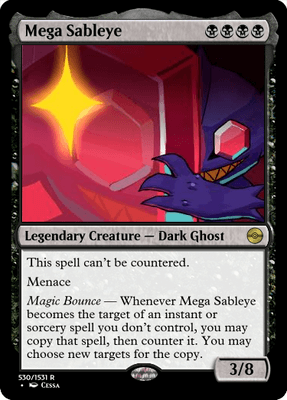 Mega Sableye
Legendary Creature — Dark Ghost
This spell can't be countered.
Menace
Magic Bounce — Whenever Mega Sableye
becomes the target of an instant or
sorcery spell you don't control, you may
copy that spell, then counter it. You may
choose new targets for the copy.
3/8
530/1531 R
• Cessa